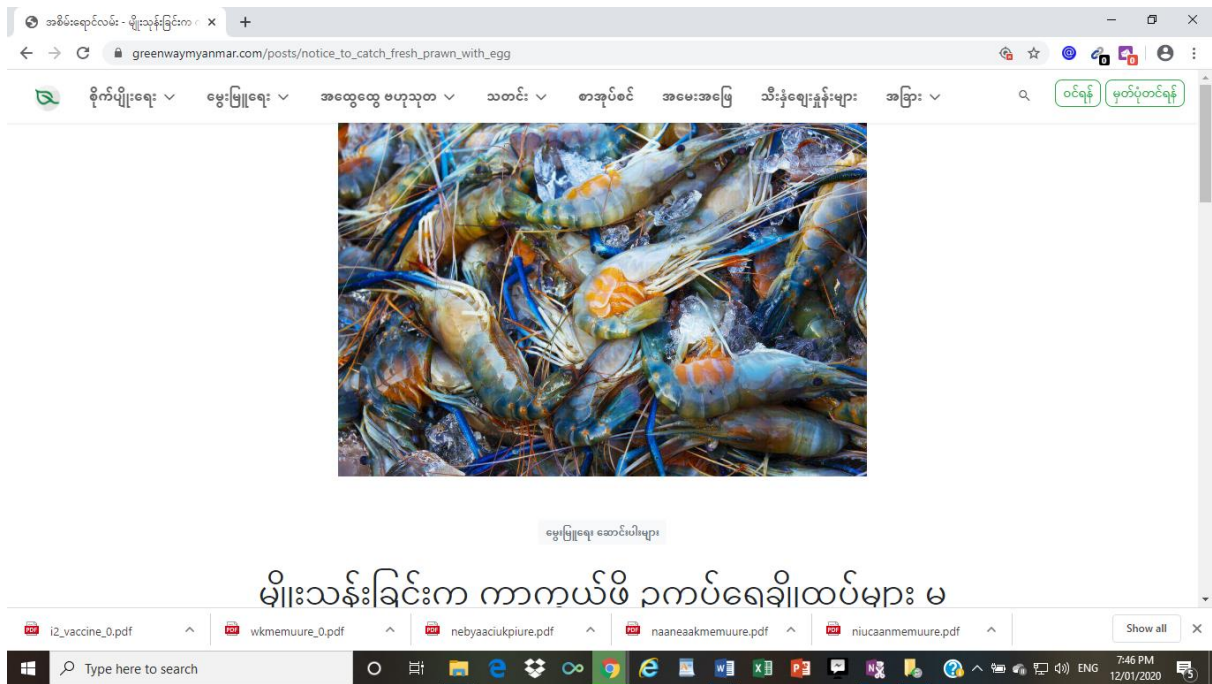 အစိမ်းရောင်လမ်း - မျိုးသုန်းခြင်းက
greenwaymyanmar.com/posts/notice_to_catch_fresh_prawn_with_egg
စိုက်ပျိုးရေး မွေးမြူရေး အထွေထွေ ဗဟုသုတ သတင်း စာအုပ်စင် အမေးအဖြေ သီးနှံဈေးနှုန်းများ အခြား ဝင်ရန် မှတ်ပုံတင်ရန်
မွေးမြူရေး ဆောင်းပါးများ
မျိုးသုန်းခြင်းက ကာကွယ်ဖို့ ဥကပ်ရေချိုထုပ်များ မ
i2_vaccine_0.pdf wkmemuure_0.pdf nebyaaciukpiure.pdf naaneaakmemuure.pdf niucaanmemuure.pdf Show all
Type here to search ENG 7:46 PM
12/01/2020 5